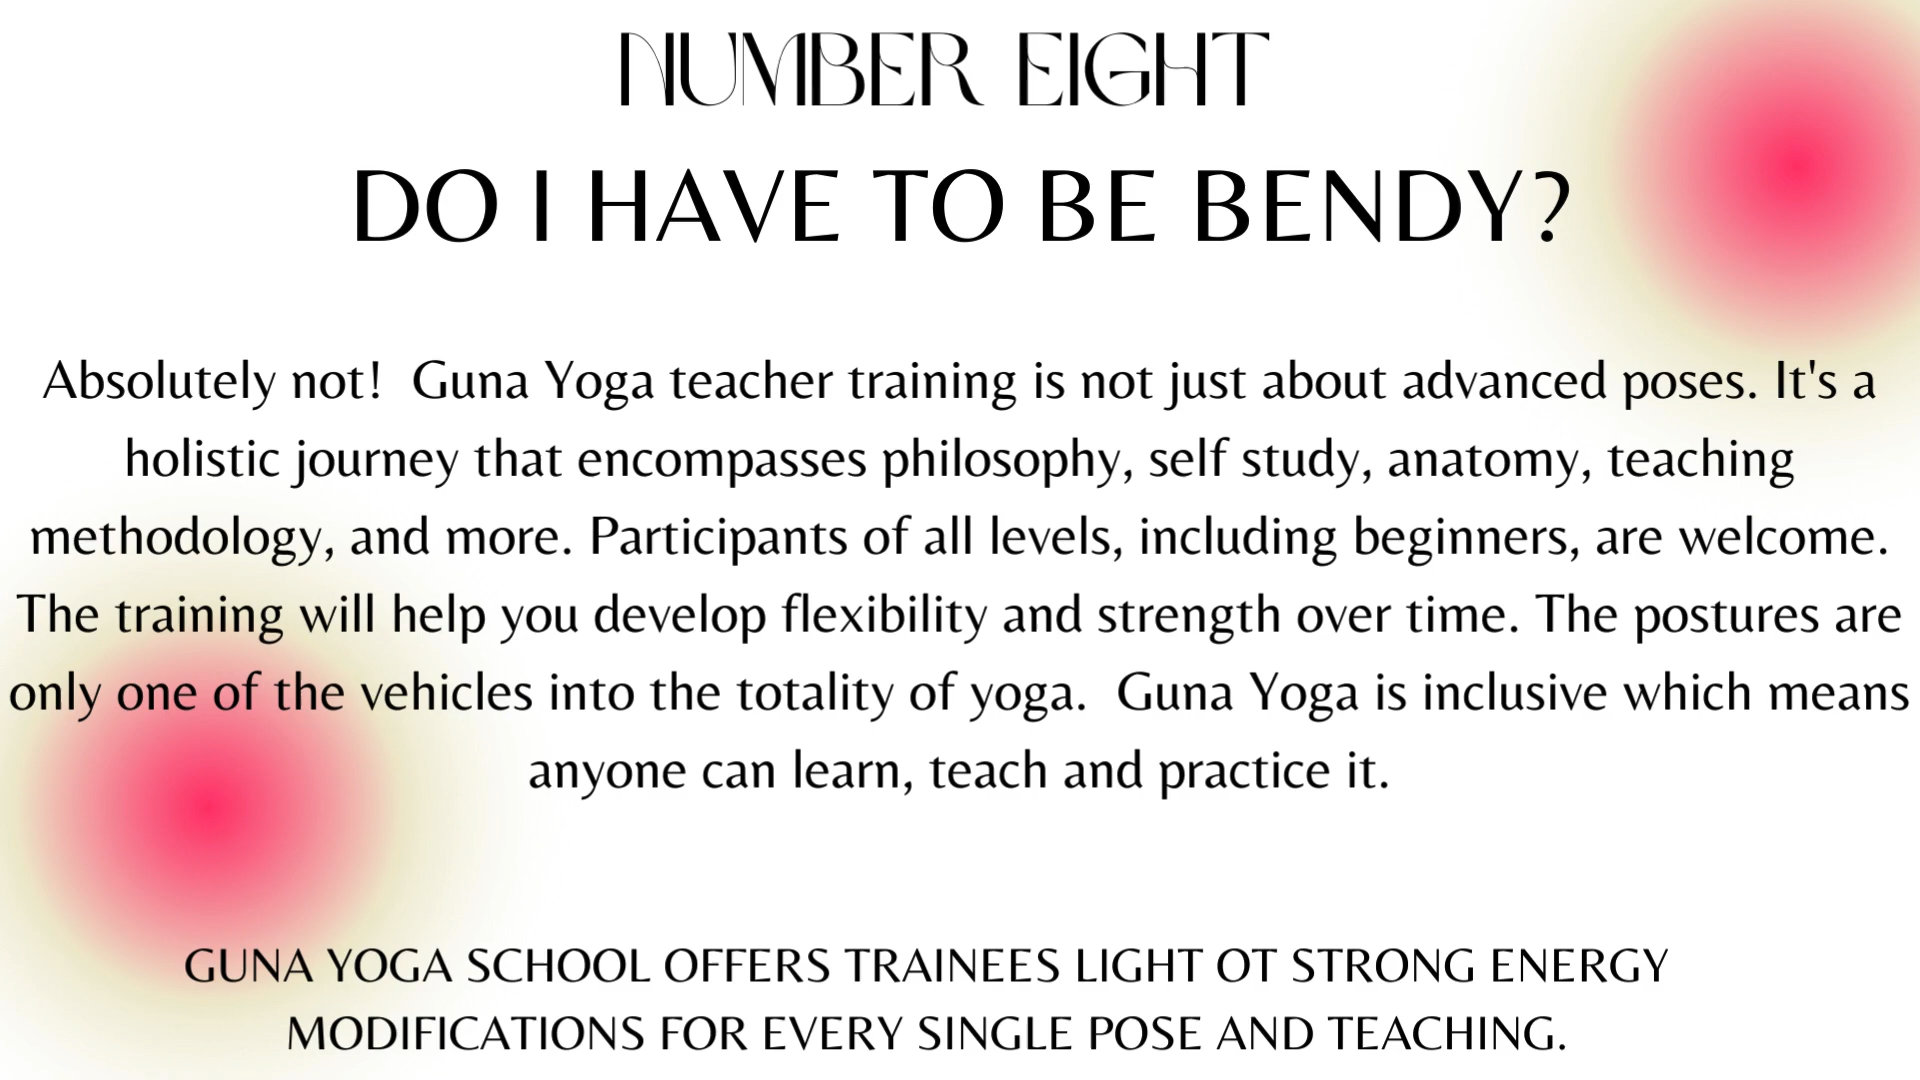 NUMBER EIGHT
DO I HAVE TO BE BENDY?
Absolutely not!  Guna Yoga teacher training is not just about advanced poses. It's a
holistic journey that encompasses philosophy, self study, anatomy, teaching
methodology, and more. Participants of all levels, including beginners, are welcome.
The training will help you develop flexibility and strength over time. The postures are
only one of the vehicles into the totality of yoga.  Guna Yoga is inclusive which means
anyone can learn, teach and practice it.
GUNA YOGA SCHOOL OFFERS TRAINEES LIGHT OT STRONG ENERGY
MODIFICATIONS FOR EVERY SINGLE POSE AND TEACHING.